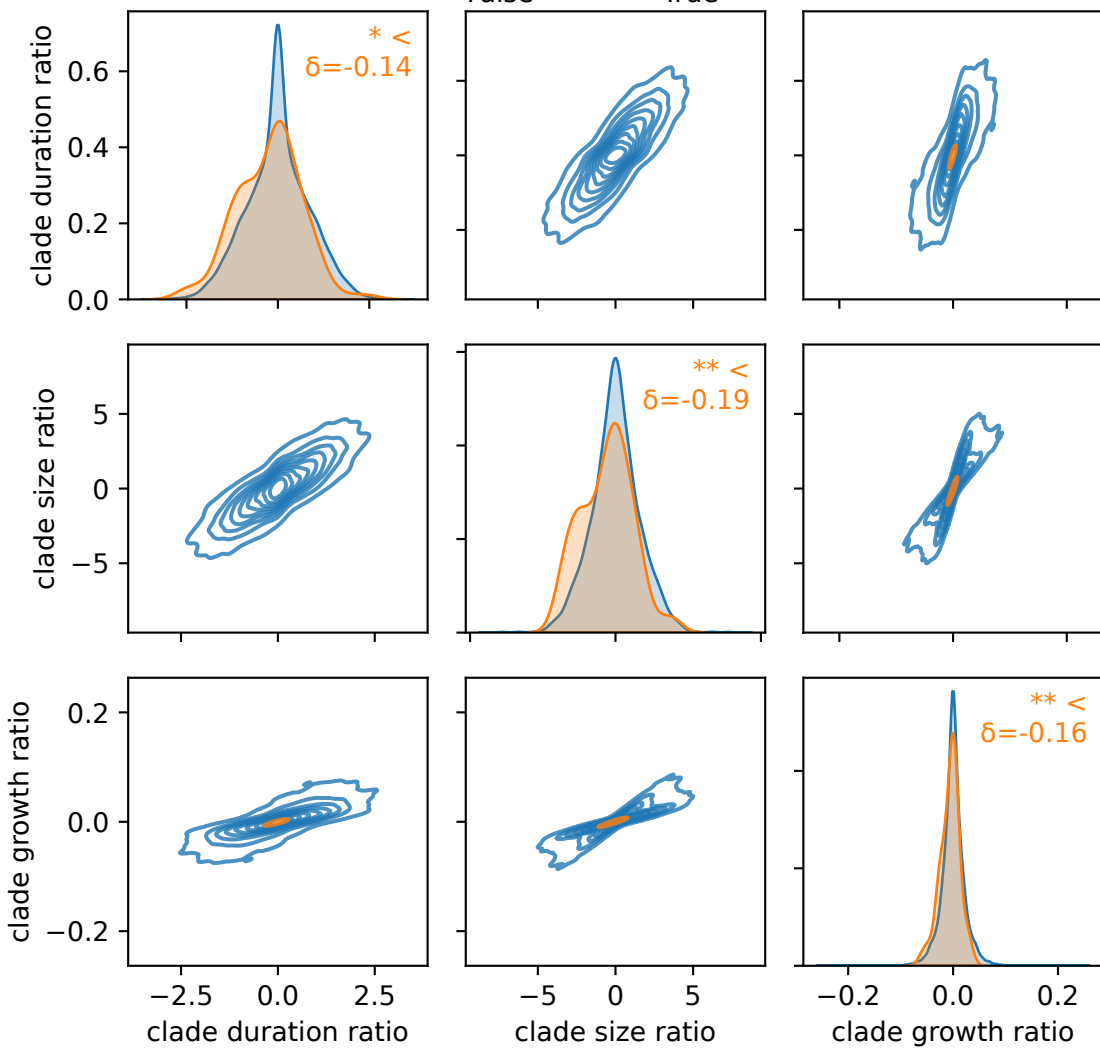 * <
δ=-0.14
clade duration ratio
0.6
0.4
0.2
0.0
** <
δ=-0.19
clade size ratio
5
0
−5
** <
δ=-0.16
clade growth ratio
0.2
0.0
−0.2
−2.5 0.0 2.5
−5 0 5
−0.2 0.0 0.2
clade duration ratio
clade size ratio
clade growth ratio